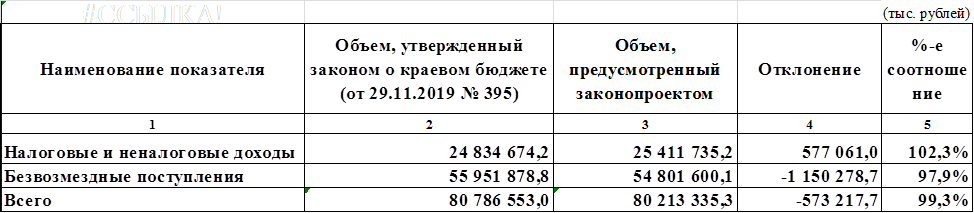 #ССЫЛКА!
(тыс. рублей)
Наименование показателя
Объем, утвержденный
законом о краевом бюджете
(от 29.11.2019 № 395)
Объем,
предусмотренный
законопроектом
Отклонение
%-е
соотноше
ние
1 2 3 4 5
Налоговые и неналоговые доходы 24 834 674,2 25 411 735,2 577 061,0 102,3%
Безвозмездные поступления 55 951 878,8 54 801 600,1 -1 150 278,7 97,9%
Всего 80 786 553,0 80 213 335,3 -573 217,7 99,3%